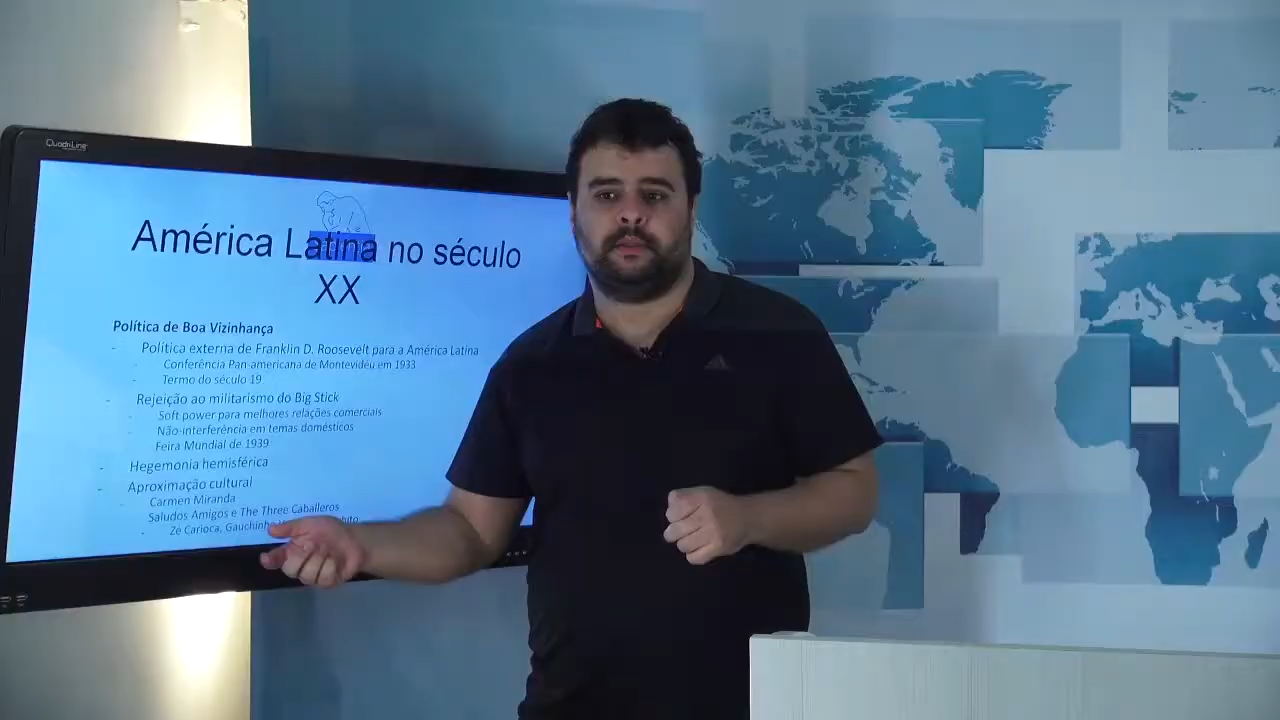 QuadriLine
América Latina no século
XX
Política de Boa Vizinhança
- Política externa de Franklin D. Roosevelt para a América Latina
- Conferência Pan-americana de Montevidéu em 1933
- Termo do século 19
- Rejeição ao militarismo do Big Stick
- Soft power para melhores relações comerciais
- Não-interferência em temas domésticos
- Feira Mundial de 1939
- Hegemonia hemisférica
- Aproximação cultural
- Carmen Miranda
- Saludos Amigos e The Three Caballeros
- Zé Carioca, Gauchinho